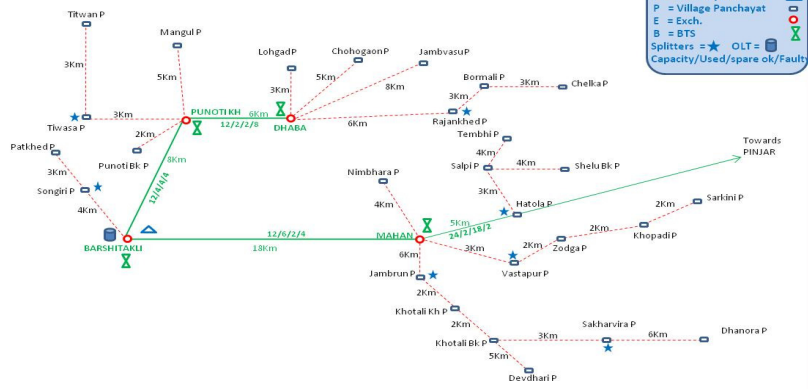 P = Village Panchayat
E = Exch.
B = BTS
Splitters = OLT =
Capacity/Used/spare ok/Faulty
Titwan P
Mangul P
Lohgad P
Chohogaon P
Jambvasu P
3Km
5Km
3Km
5Km
8Km
Bormali P
3Km
Chelka P
3Km
Tiwasa P
3Km
PUNOTI KH
6Km
12/2/2/8
DHABA
6Km
Rajankhed P
2Km
Punoti Bk P
Patkhed P
3Km
Songiri P
4Km
8Km
12/4/4/4
Tembhi P
4Km
Salpi P
4Km
Shelu Bk P
3Km
Hatola P
Towards
PINJAR
Nimbhara P
4Km
BARSHITAKLI
12/6/2/4
18Km
MAHAN
5Km
24/2/18/2
Sarkini P
2Km
Khopadi P
2Km
Zodga P
2Km
3Km
Vastapur P
6Km
Jambrun P
2Km
Khotali Kh P
2Km
Khotali Bk P
3Km
Sakharvira P
6Km
Dhanora P
5Km
Devdhari P